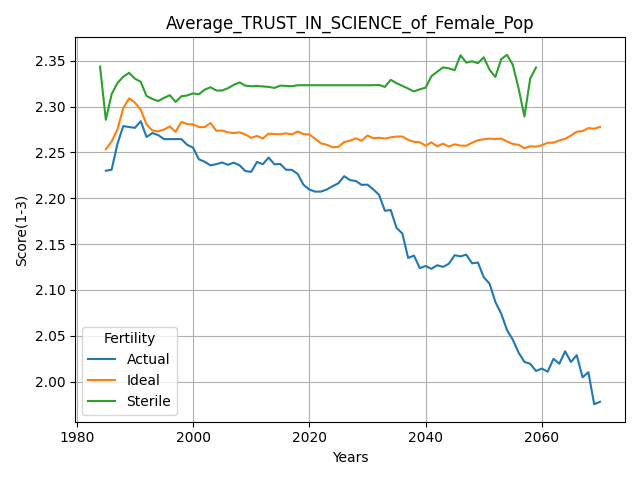 Average_TRUST_IN_SCIENCE_of_Female_Pop
Score(1-3)
2.35
2.30
2.25
2.20
2.15
2.10
2.05
2.00
Fertility
Actual
Ideal
Sterile
1980
2000
2020
2040
2060
Years